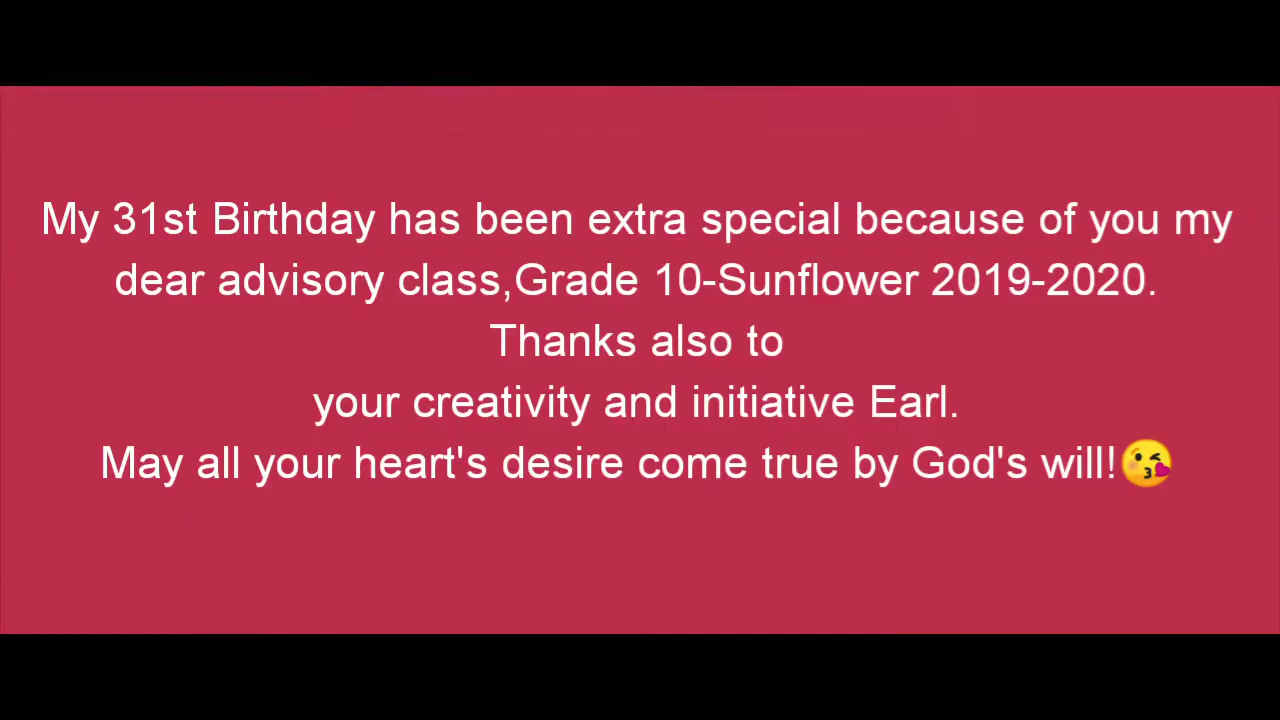 My 31st Birthday has been extra special because of you my
dear advisory class,Grade 10-Sunflower 2019-2020.
Thanks also to
your creativity and initiative Earl.
May all your heart's desire come true by God's will!😘